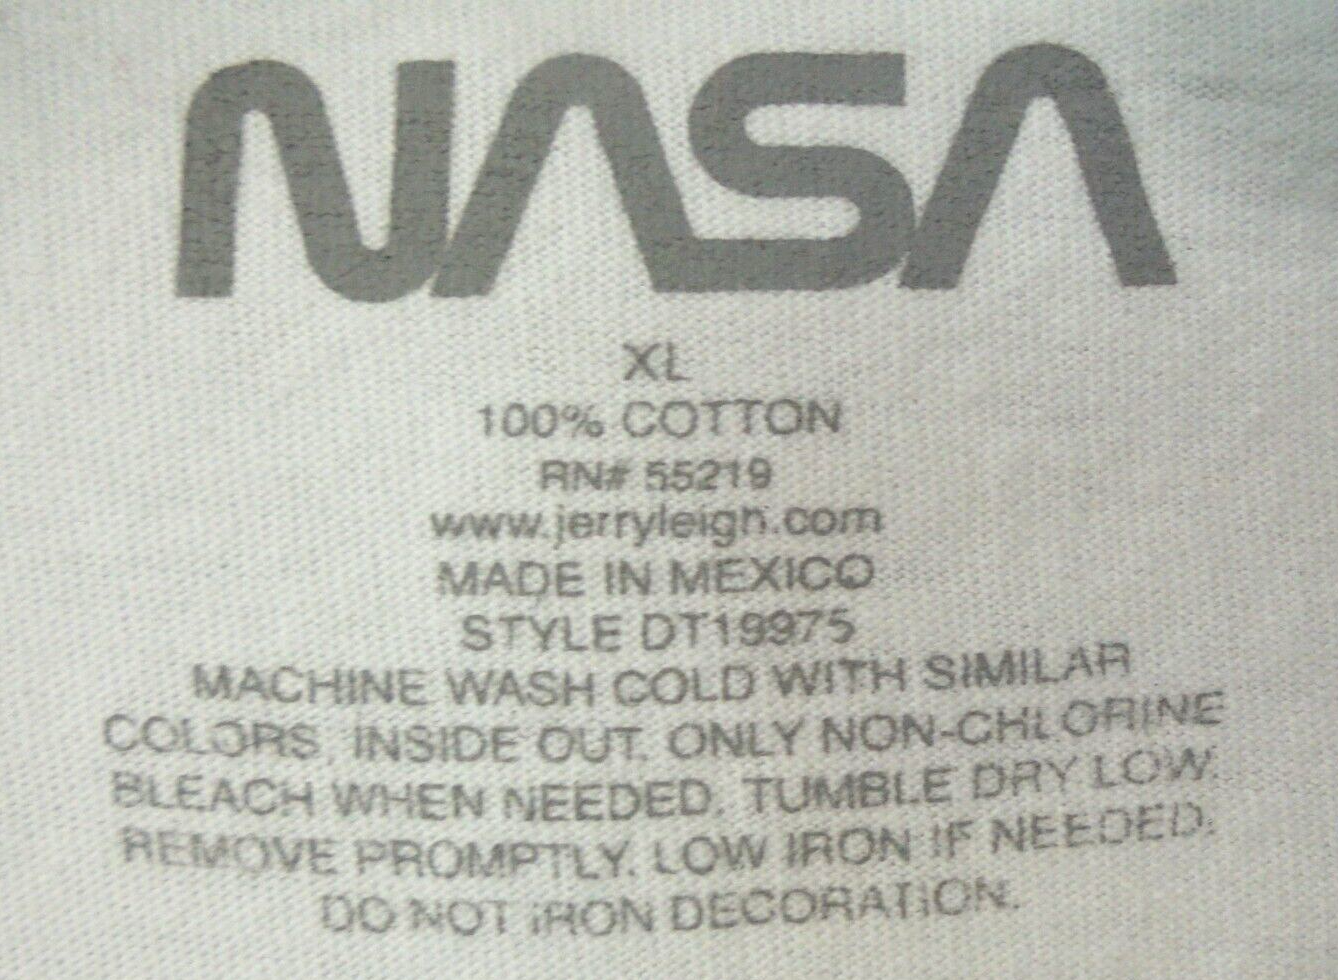 NASA
XL
100% COTTON
RN# 55219
www.jerryleigh.com
MADE IN MEXICO
STYLE DT19975
MACHINE WASH COLD WITH SIMILAR
COLORS, INSIDE OUT. ONLY NON-CHLORINE
BLEACH WHEN NEEDED. TUMBLE DRY LOW.
REMOVE PROMPTLY. LOW IRON IF NEEDED.
DO NOT IRON DECORATION.